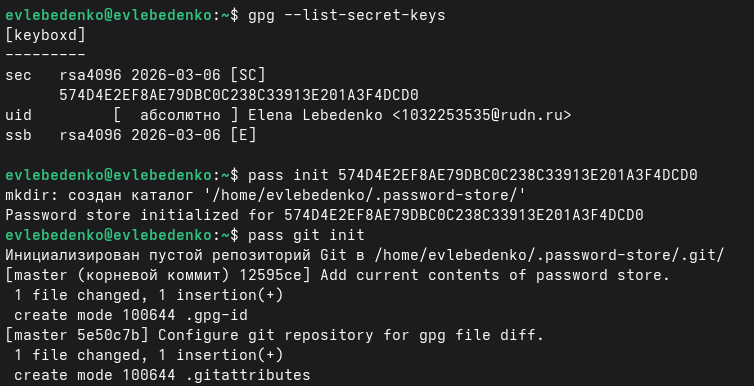 evlebedenko@evlebedenko:~$ gpg --list-secret-keys
[keyboxd]
---------
sec   rsa4096 2026-03-06 [SC]
      574D4E2EF8AE79DBC0C238C33913E201A3F4DCD0
uid         [  абсолютно ] Elena Lebedenko <1032253535@rudn.ru>
ssb   rsa4096 2026-03-06 [E]

evlebedenko@evlebedenko:~$ pass init 574D4E2EF8AE79DBC0C238C33913E201A3F4DCD0
mkdir: создан каталог '/home/evlebedenko/.password-store/'
Password store initialized for 574D4E2EF8AE79DBC0C238C33913E201A3F4DCD0
evlebedenko@evlebedenko:~$ pass git init
Инициализирован пустой репозиторий Git в /home/evlebedenko/.password-store/.git/
[master (корневой коммит) 12595ce] Add current contents of password store.
 1 file changed, 1 insertion(+)
 create mode 100644 .gpg-id
[master 5e50c7b] Configure git repository for gpg file diff.
 1 file changed, 1 insertion(+)
 create mode 100644 .gitattributes